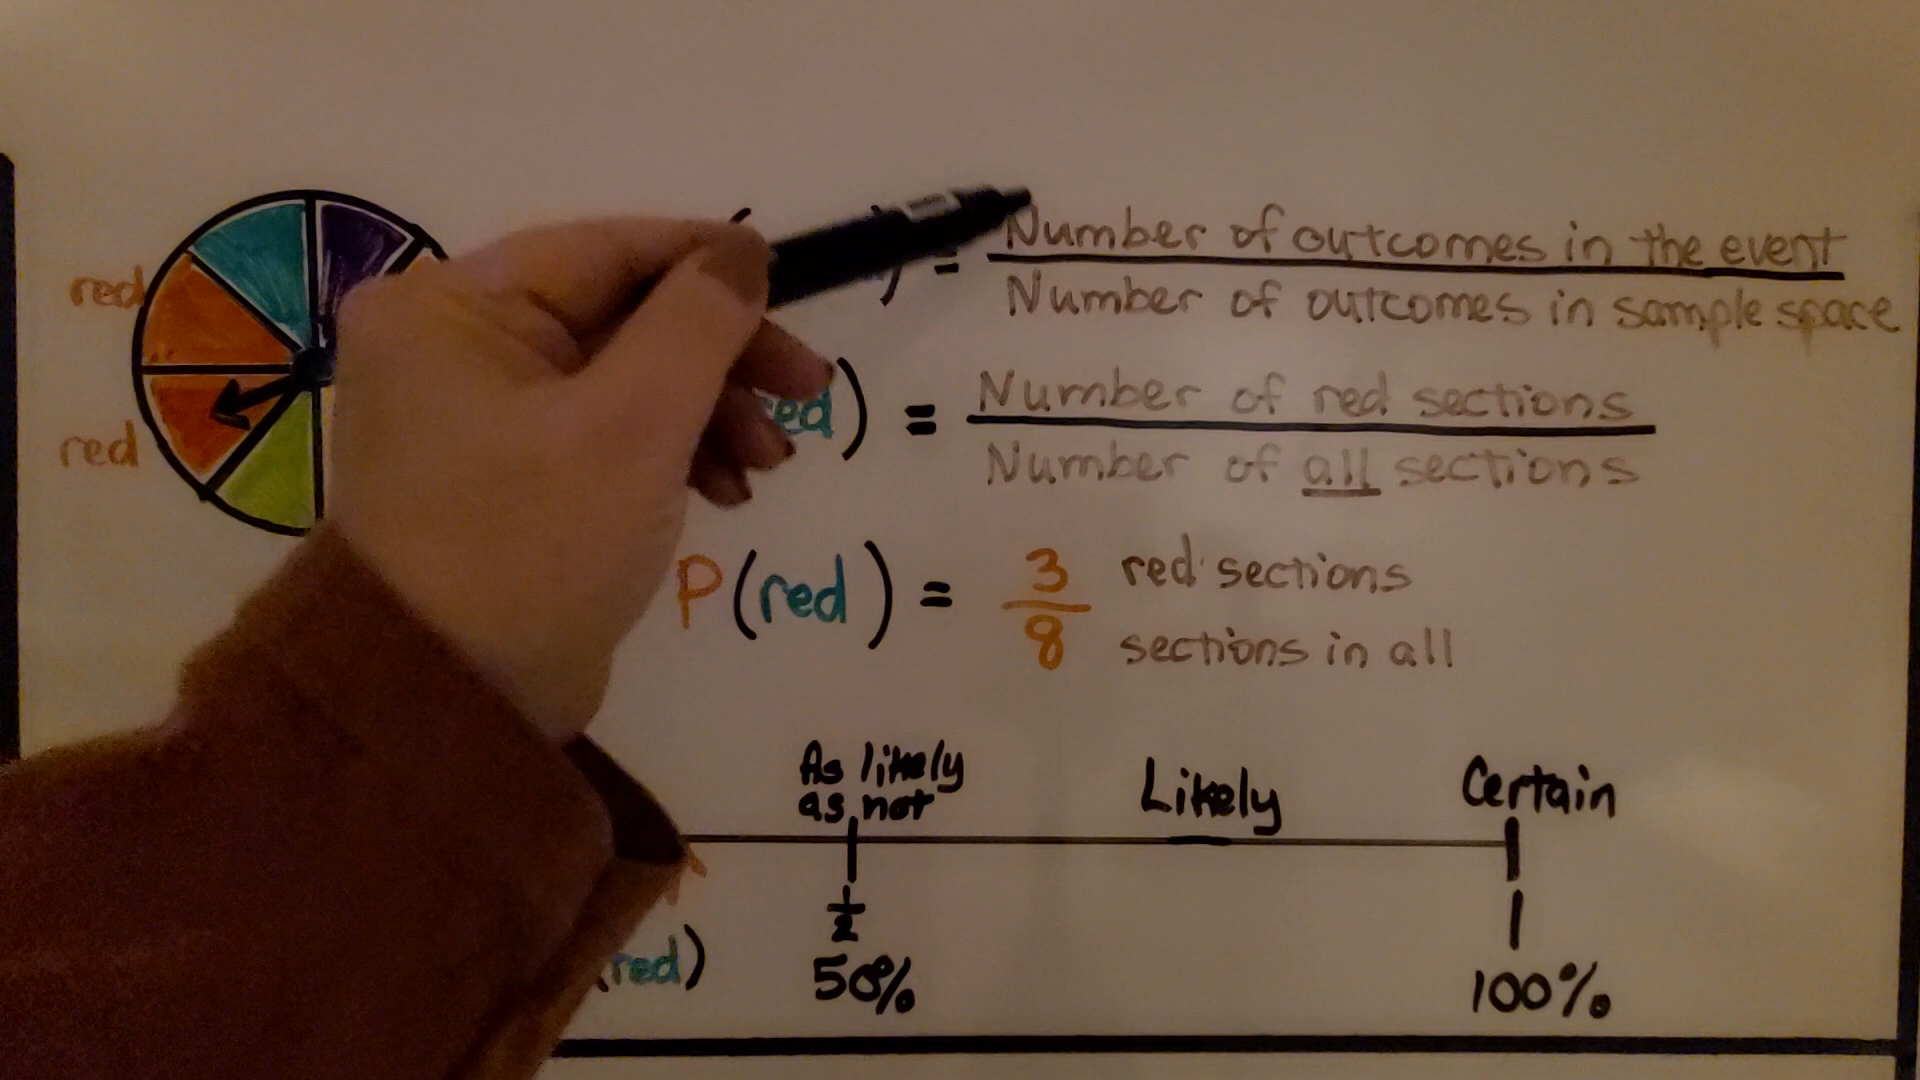 Number of outcomes in the event
( ) =
Number of outcomes in sample space
red
Number of red sections
ed) =
Number of all sections
red
P(red) = 3/8 red sections
sections in all
As likely
as not
Likely
Certain
1/2
1
(red)
50%
100%